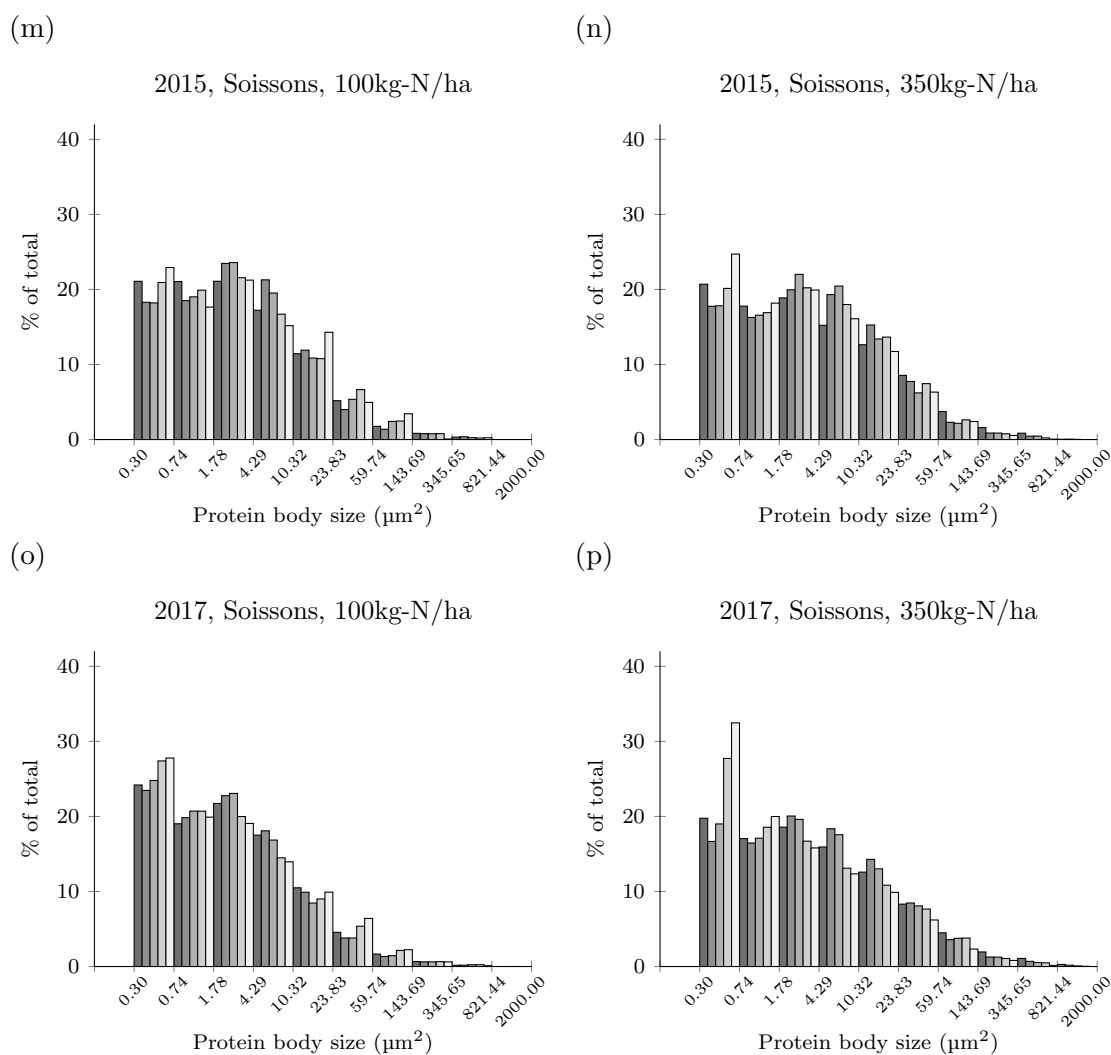 (m)
2015, Soissons, 100kg-N/ha
% of total
40
30
20
10
0
0.30 0.74 1.78 4.29 10.32 23.83 59.74 143.69 345.65 821.44 2000.00
Protein body size (µm²)
(n)
2015, Soissons, 350kg-N/ha
% of total
40
30
20
10
0
0.30 0.74 1.78 4.29 10.32 23.83 59.74 143.69 345.65 821.44 2000.00
Protein body size (µm²)
(o)
2017, Soissons, 100kg-N/ha
% of total
40
30
20
10
0
0.30 0.74 1.78 4.29 10.32 23.83 59.74 143.69 345.65 821.44 2000.00
Protein body size (µm²)
(p)
2017, Soissons, 350kg-N/ha
% of total
40
30
20
10
0
0.30 0.74 1.78 4.29 10.32 23.83 59.74 143.69 345.65 821.44 2000.00
Protein body size (µm²)